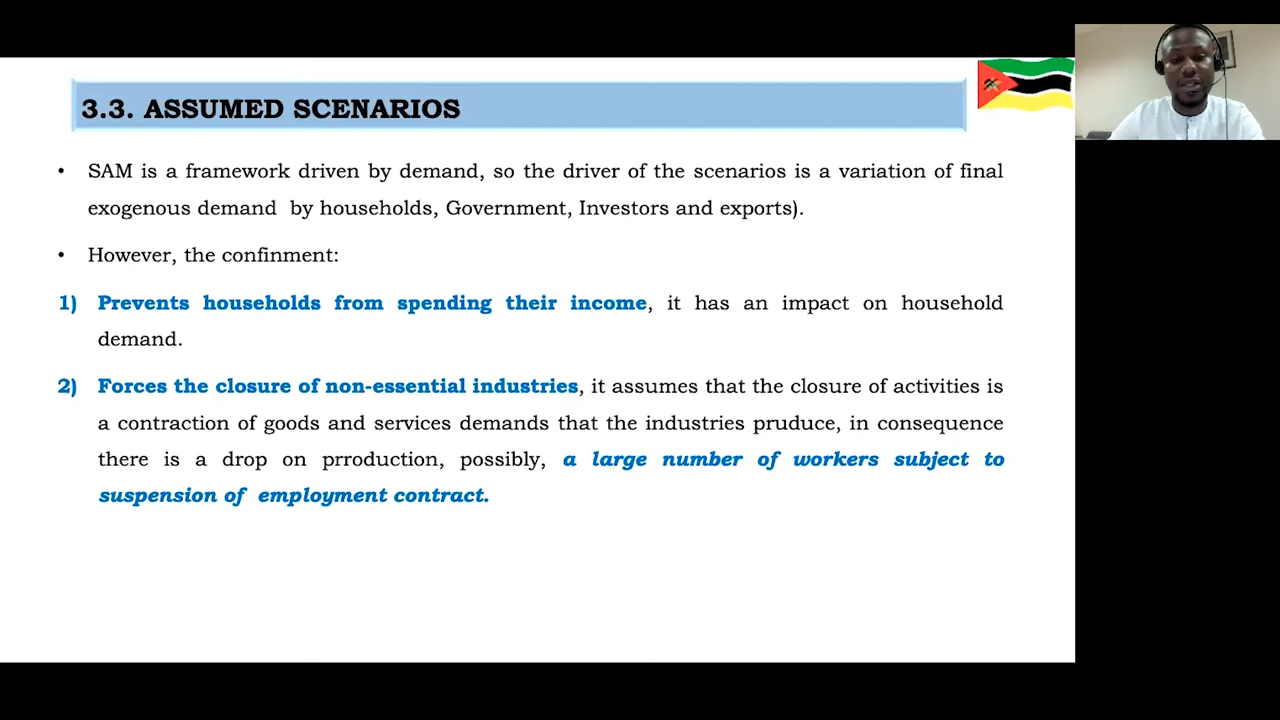 3.3. ASSUMED SCENARIOS
• SAM is a framework driven by demand, so the driver of the scenarios is a variation of final
exogenous demand by households, Government, Investors and exports).
• However, the confinment:
1) Prevents households from spending their income, it has an impact on household
demand.
2) Forces the closure of non-essential industries, it assumes that the closure of activities is
a contraction of goods and services demands that the industries pruduce, in consequence
there is a drop on prroduction, possibly, a large number of workers subject to
suspension of employment contract.